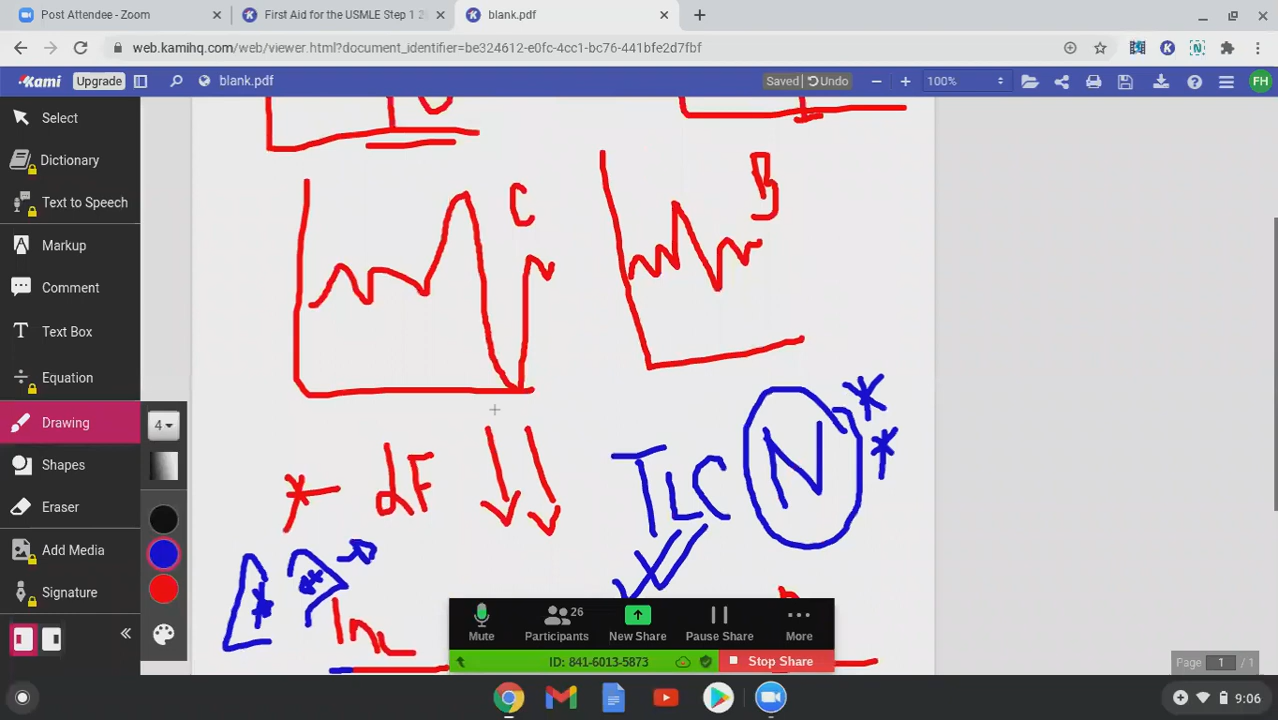 Post Attendee - Zoom
First Aid for the USMLE Step 1 2
blank.pdf
web.kamihq.com/web/viewer.html?document_identifier=be324612-e0fc-4cc1-bc76-441bfe2d7fbf
Kami
Upgrade
blank.pdf
Saved
Undo
100%
FH
Select
Dictionary
Text to Speech
Markup
Comment
Text Box
Equation
Drawing
4
Shapes
Eraser
Add Media
Signature
C
B
* dF
TLC N * *
Mute
26
Participants
New Share
Pause Share
More
ID: 841-6013-5873
Stop Share
Page 1 / 1
9:06